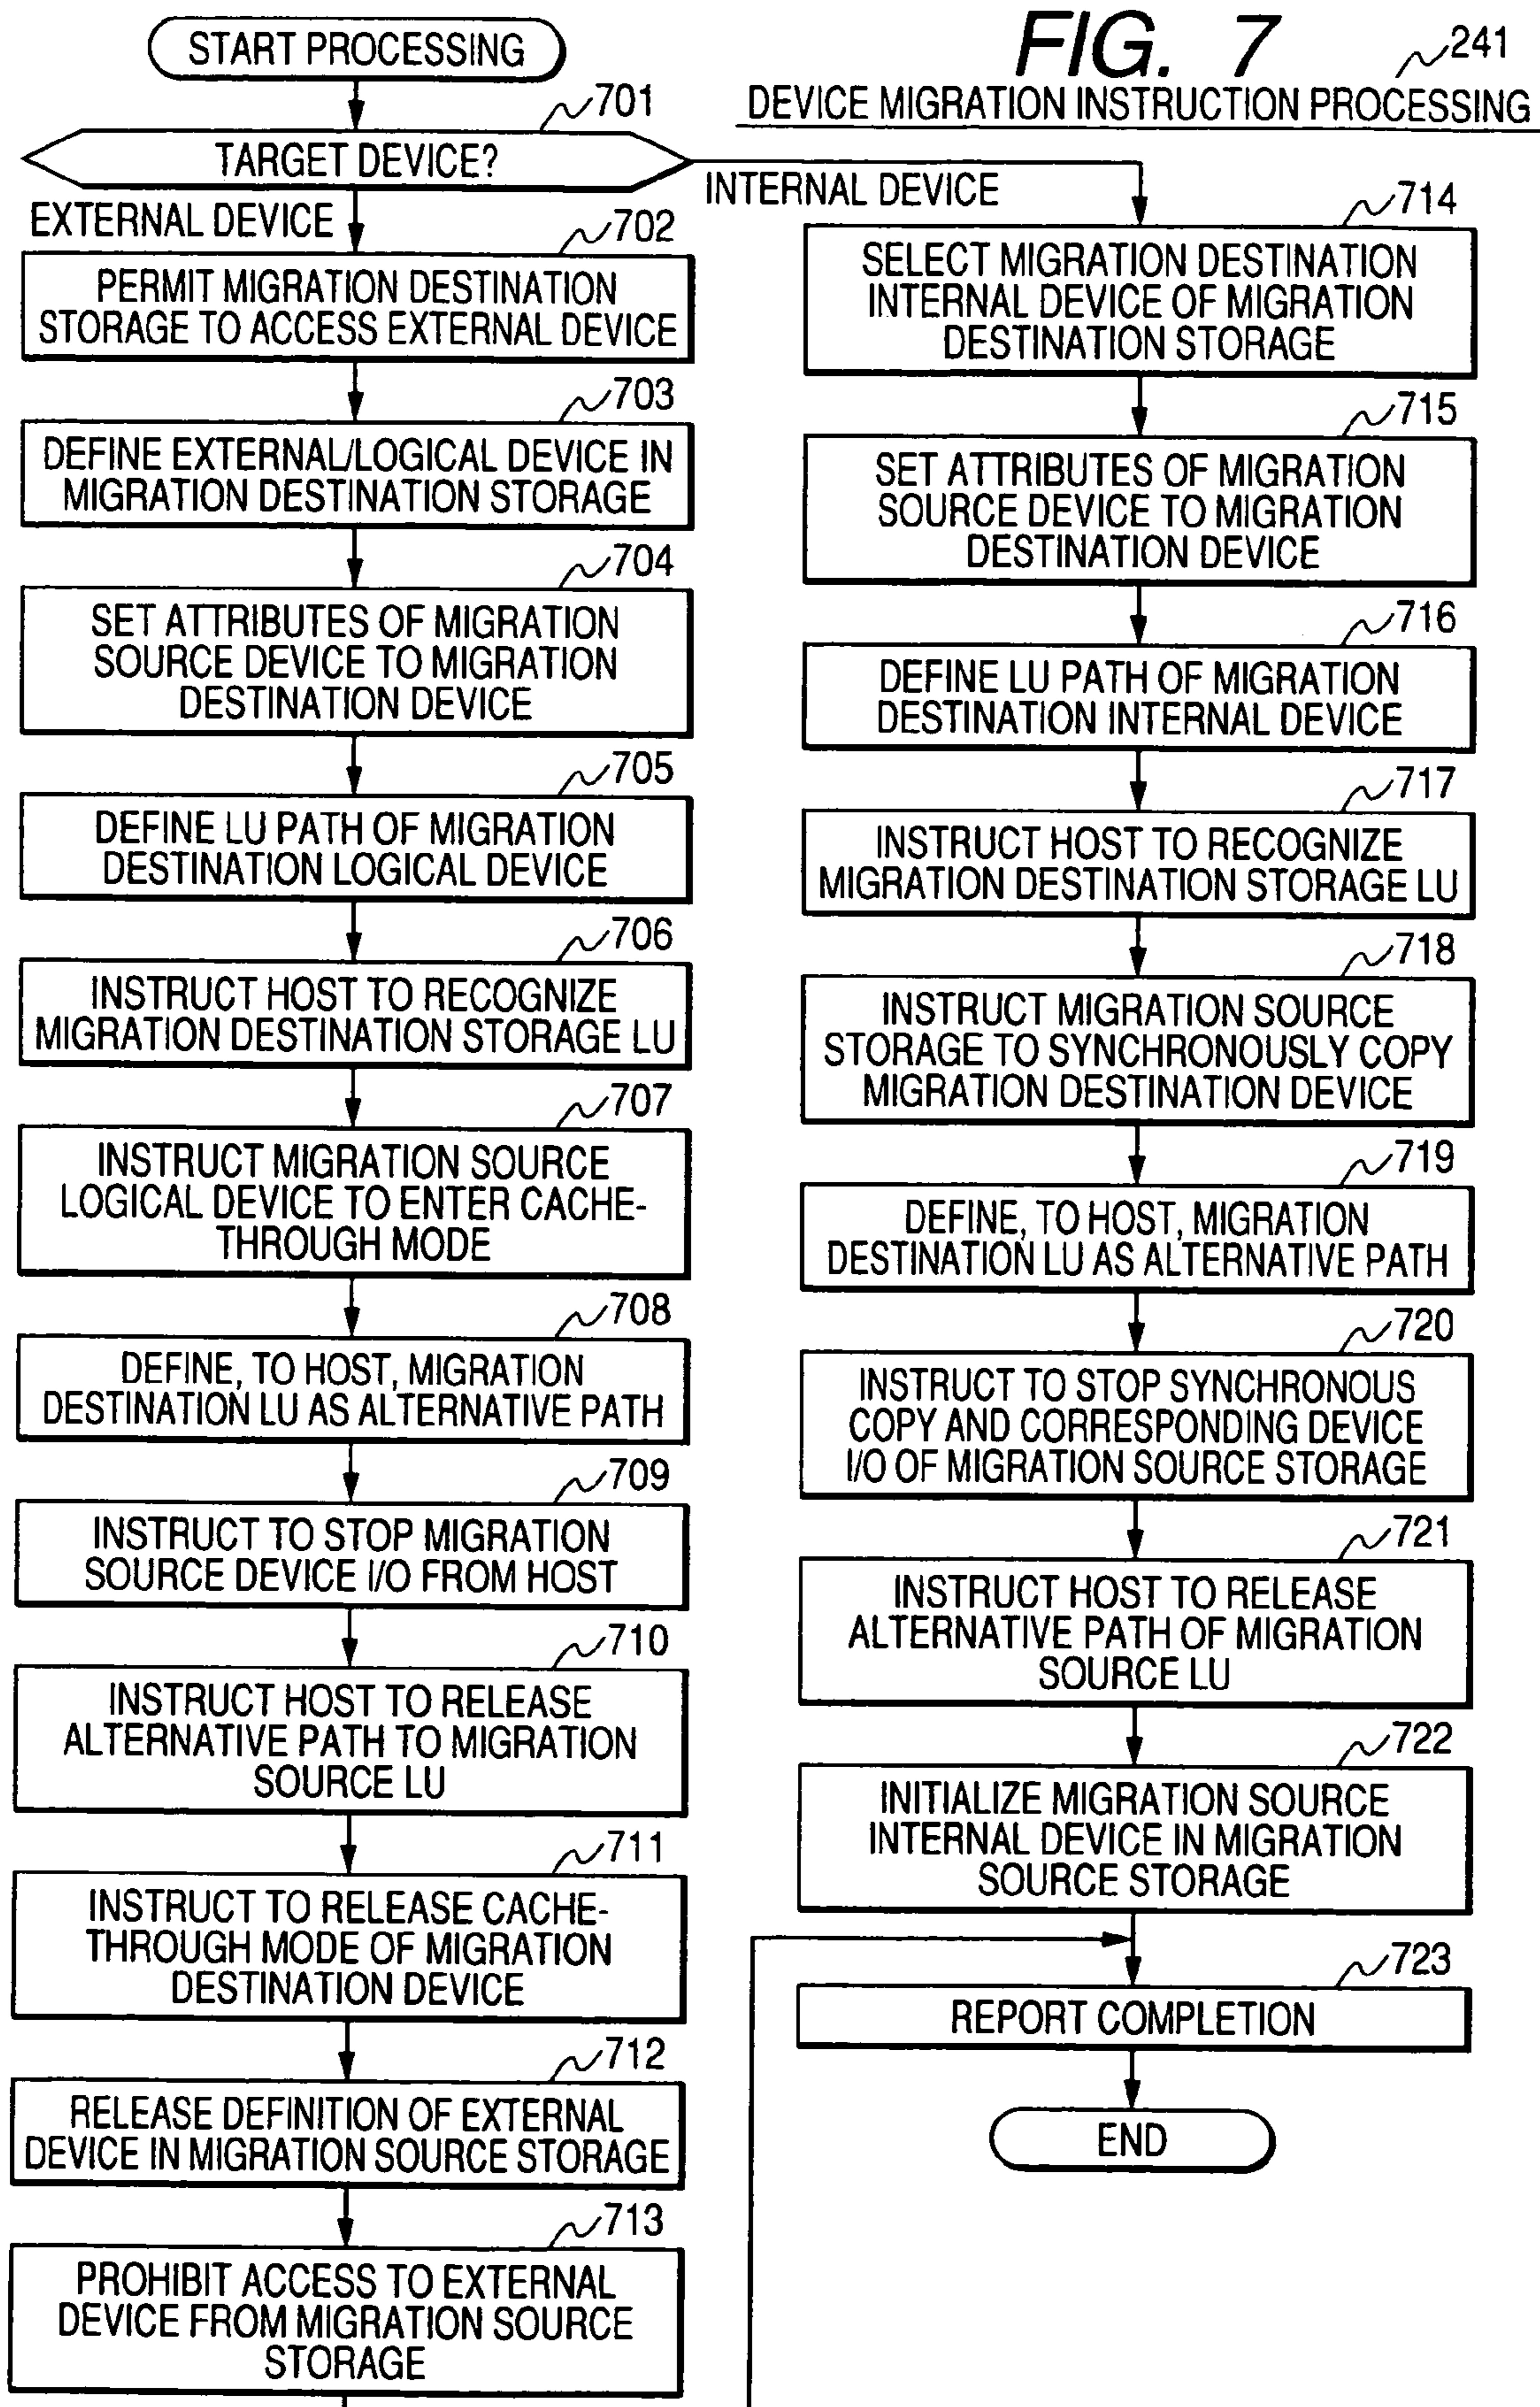 FIG. 7
241
DEVICE MIGRATION INSTRUCTION PROCESSING
START PROCESSING
701
TARGET DEVICE?
EXTERNAL DEVICE
INTERNAL DEVICE
702
PERMIT MIGRATION DESTINATION
STORAGE TO ACCESS EXTERNAL DEVICE
703
DEFINE EXTERNAL/LOGICAL DEVICE IN
MIGRATION DESTINATION STORAGE
704
SET ATTRIBUTES OF MIGRATION
SOURCE DEVICE TO MIGRATION
DESTINATION DEVICE
705
DEFINE LU PATH OF MIGRATION
DESTINATION LOGICAL DEVICE
706
INSTRUCT HOST TO RECOGNIZE
MIGRATION DESTINATION STORAGE LU
707
INSTRUCT MIGRATION SOURCE
LOGICAL DEVICE TO ENTER CACHE-
THROUGH MODE
708
DEFINE, TO HOST, MIGRATION
DESTINATION LU AS ALTERNATIVE PATH
709
INSTRUCT TO STOP MIGRATION
SOURCE DEVICE I/O FROM HOST
710
INSTRUCT HOST TO RELEASE
ALTERNATIVE PATH TO MIGRATION
SOURCE LU
711
INSTRUCT TO RELEASE CACHE-
THROUGH MODE OF MIGRATION
DESTINATION DEVICE
712
RELEASE DEFINITION OF EXTERNAL
DEVICE IN MIGRATION SOURCE STORAGE
713
PROHIBIT ACCESS TO EXTERNAL
DEVICE FROM MIGRATION SOURCE
STORAGE
714
SELECT MIGRATION DESTINATION
INTERNAL DEVICE OF MIGRATION
DESTINATION STORAGE
715
SET ATTRIBUTES OF MIGRATION
SOURCE DEVICE TO MIGRATION
DESTINATION DEVICE
716
DEFINE LU PATH OF MIGRATION
DESTINATION INTERNAL DEVICE
717
INSTRUCT HOST TO RECOGNIZE
MIGRATION DESTINATION STORAGE LU
718
INSTRUCT MIGRATION SOURCE
STORAGE TO SYNCHRONOUSLY COPY
MIGRATION DESTINATION DEVICE
719
DEFINE, TO HOST, MIGRATION
DESTINATION LU AS ALTERNATIVE PATH
720
INSTRUCT TO STOP SYNCHRONOUS
COPY AND CORRESPONDING DEVICE
I/O OF MIGRATION SOURCE STORAGE
721
INSTRUCT HOST TO RELEASE
ALTERNATIVE PATH OF MIGRATION
SOURCE LU
722
INITIALIZE MIGRATION SOURCE
INTERNAL DEVICE IN MIGRATION
SOURCE STORAGE
723
REPORT COMPLETION
END